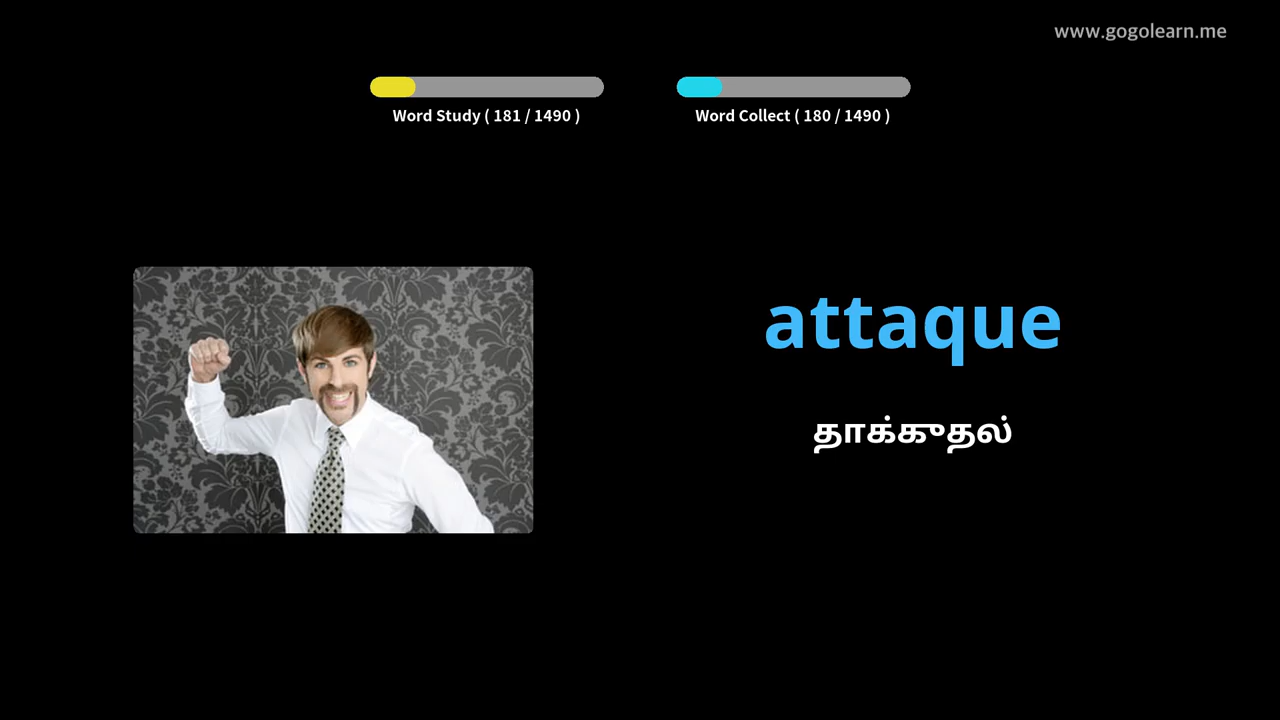 www.gogolearn.me
Word Study ( 181 / 1490 )
Word Collect ( 180 / 1490 )
attaque
தாக்குதல்